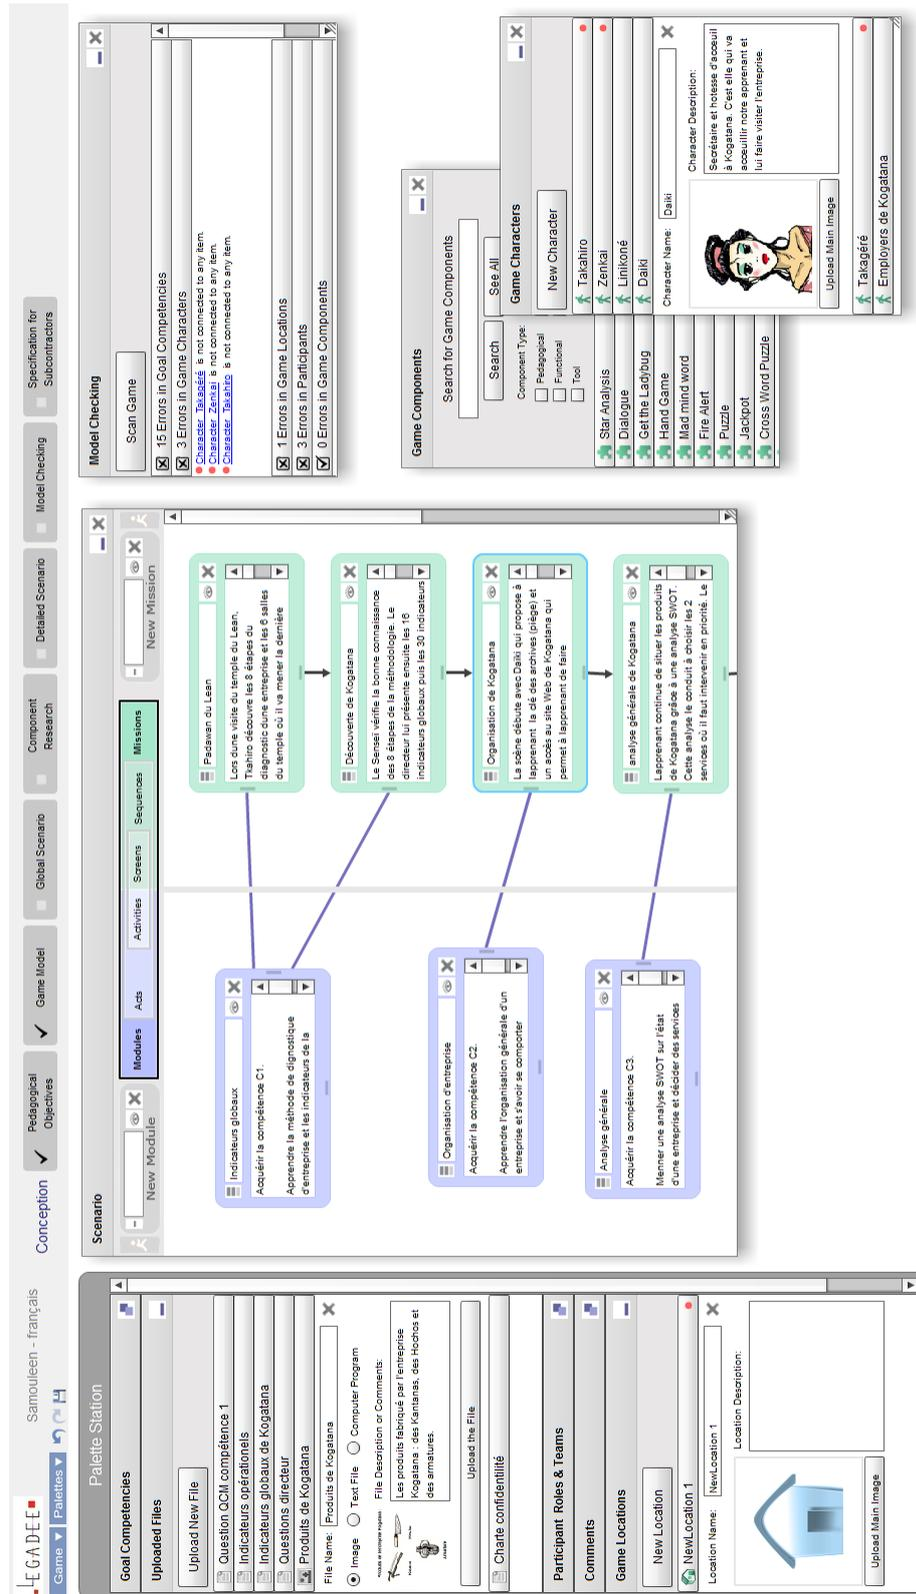 LEGADEE
Samouleen - français
Conception
Pedagogical
Objectives
Game Model
Global Scenario
Component
Research
Detailed Scenario
Model Checking
Specification for
Subcontractors
Game
Palettes
Palette Station
Goal Competencies
Uploaded Files
Upload New File
Question QCM compétence 1
Indicateurs opérationels
Indicateurs globaux de Kogatana
Questions directeur
Produits de Kogatana
File Name: Produits de Kogatana
Image
Text File
Computer Program
File Description or Comments:
Les produits fabriqué par l'entreprise
Kogatana : des Kantanas, des Hochos et
des armatures.
Upload the File
Charte confidentilité
Participant Roles & Teams
Comments
Game Locations
New Location
NewLocation 1
Location Name: NewLocation 1
Location Description:
Upload Main Image
Scenario
New Module
Modules
Acts
Activities
Screens
Sequences
Missions
New Mission
Indicateurs globaux
Acquérir la compétence C1.
Apprendre la méthode de dignostique
d'entreprise et les indicateurs de la
Organisation d'entreprise
Acquérir la compétence C2.
Apprendre l'organisation générale d'un
entreprise et s'avoir se comporter
Analyse générale
Acquérir la compétence C3.
Menner une analyse SWOT sur l'état
d'une entreprise et décider des services
Padawan du Lean
Lors dune visite du temple du Lean,
Tkahiro découvre les 8 étapes du
diagnostic dune entreprise et les 6 salles
du temple où il va mener la dernière
Découverte de Kogatana
Le Sensei vérifie la bonne connaissance
des 8 étapes de la méthodologie. Le
directeur lui présente ensuite les 16
indicateurs globaux puis les 30 indicateurs
Organisation de Kogatana
La scène débute avec Daiki qui propose à
lapprenant la clé des archives (piège) et
un accès au site Web de Kogatana qui
permet à lapprenant de faire
analyse générale de Kogatana
Lapprenant continue de situer les produits
de Kogatana grâce à une analyse SWOT.
Cette analyse le conduit à choisir les 2
services où il faut intervenir en priorité. Le
Model Checking
Scan Game
15 Errors in Goal Competencies
3 Errors in Game Characters
Character Takagéré is not connected to any item.
Character Zenkai is not connected to any item.
Character Takahiro is not connected to any item.
1 Errors in Game Locations
3 Errors in Participants
0 Errors in Game Components
Game Components
Search for Game Components
Search
See All
Component Type:
Pedagogical
Functional
Tool
Star Analysis
Dialogue
Get the Ladybug
Hand Game
Mad mind word
Fire Alert
Puzzle
Jackpot
Cross Word Puzzle
Game Characters
New Character
Takahiro
Zenkai
Linikoné
Daiki
Character Name: Daiki
Character Description:
Secrétaire et hotesse d'acceuil
à Kogatana. C'est elle qui va
acceuillir notre apprenant et
lui faire visiter l'entreprise.
Upload Main Image
Takagéré
Employers de Kogatana